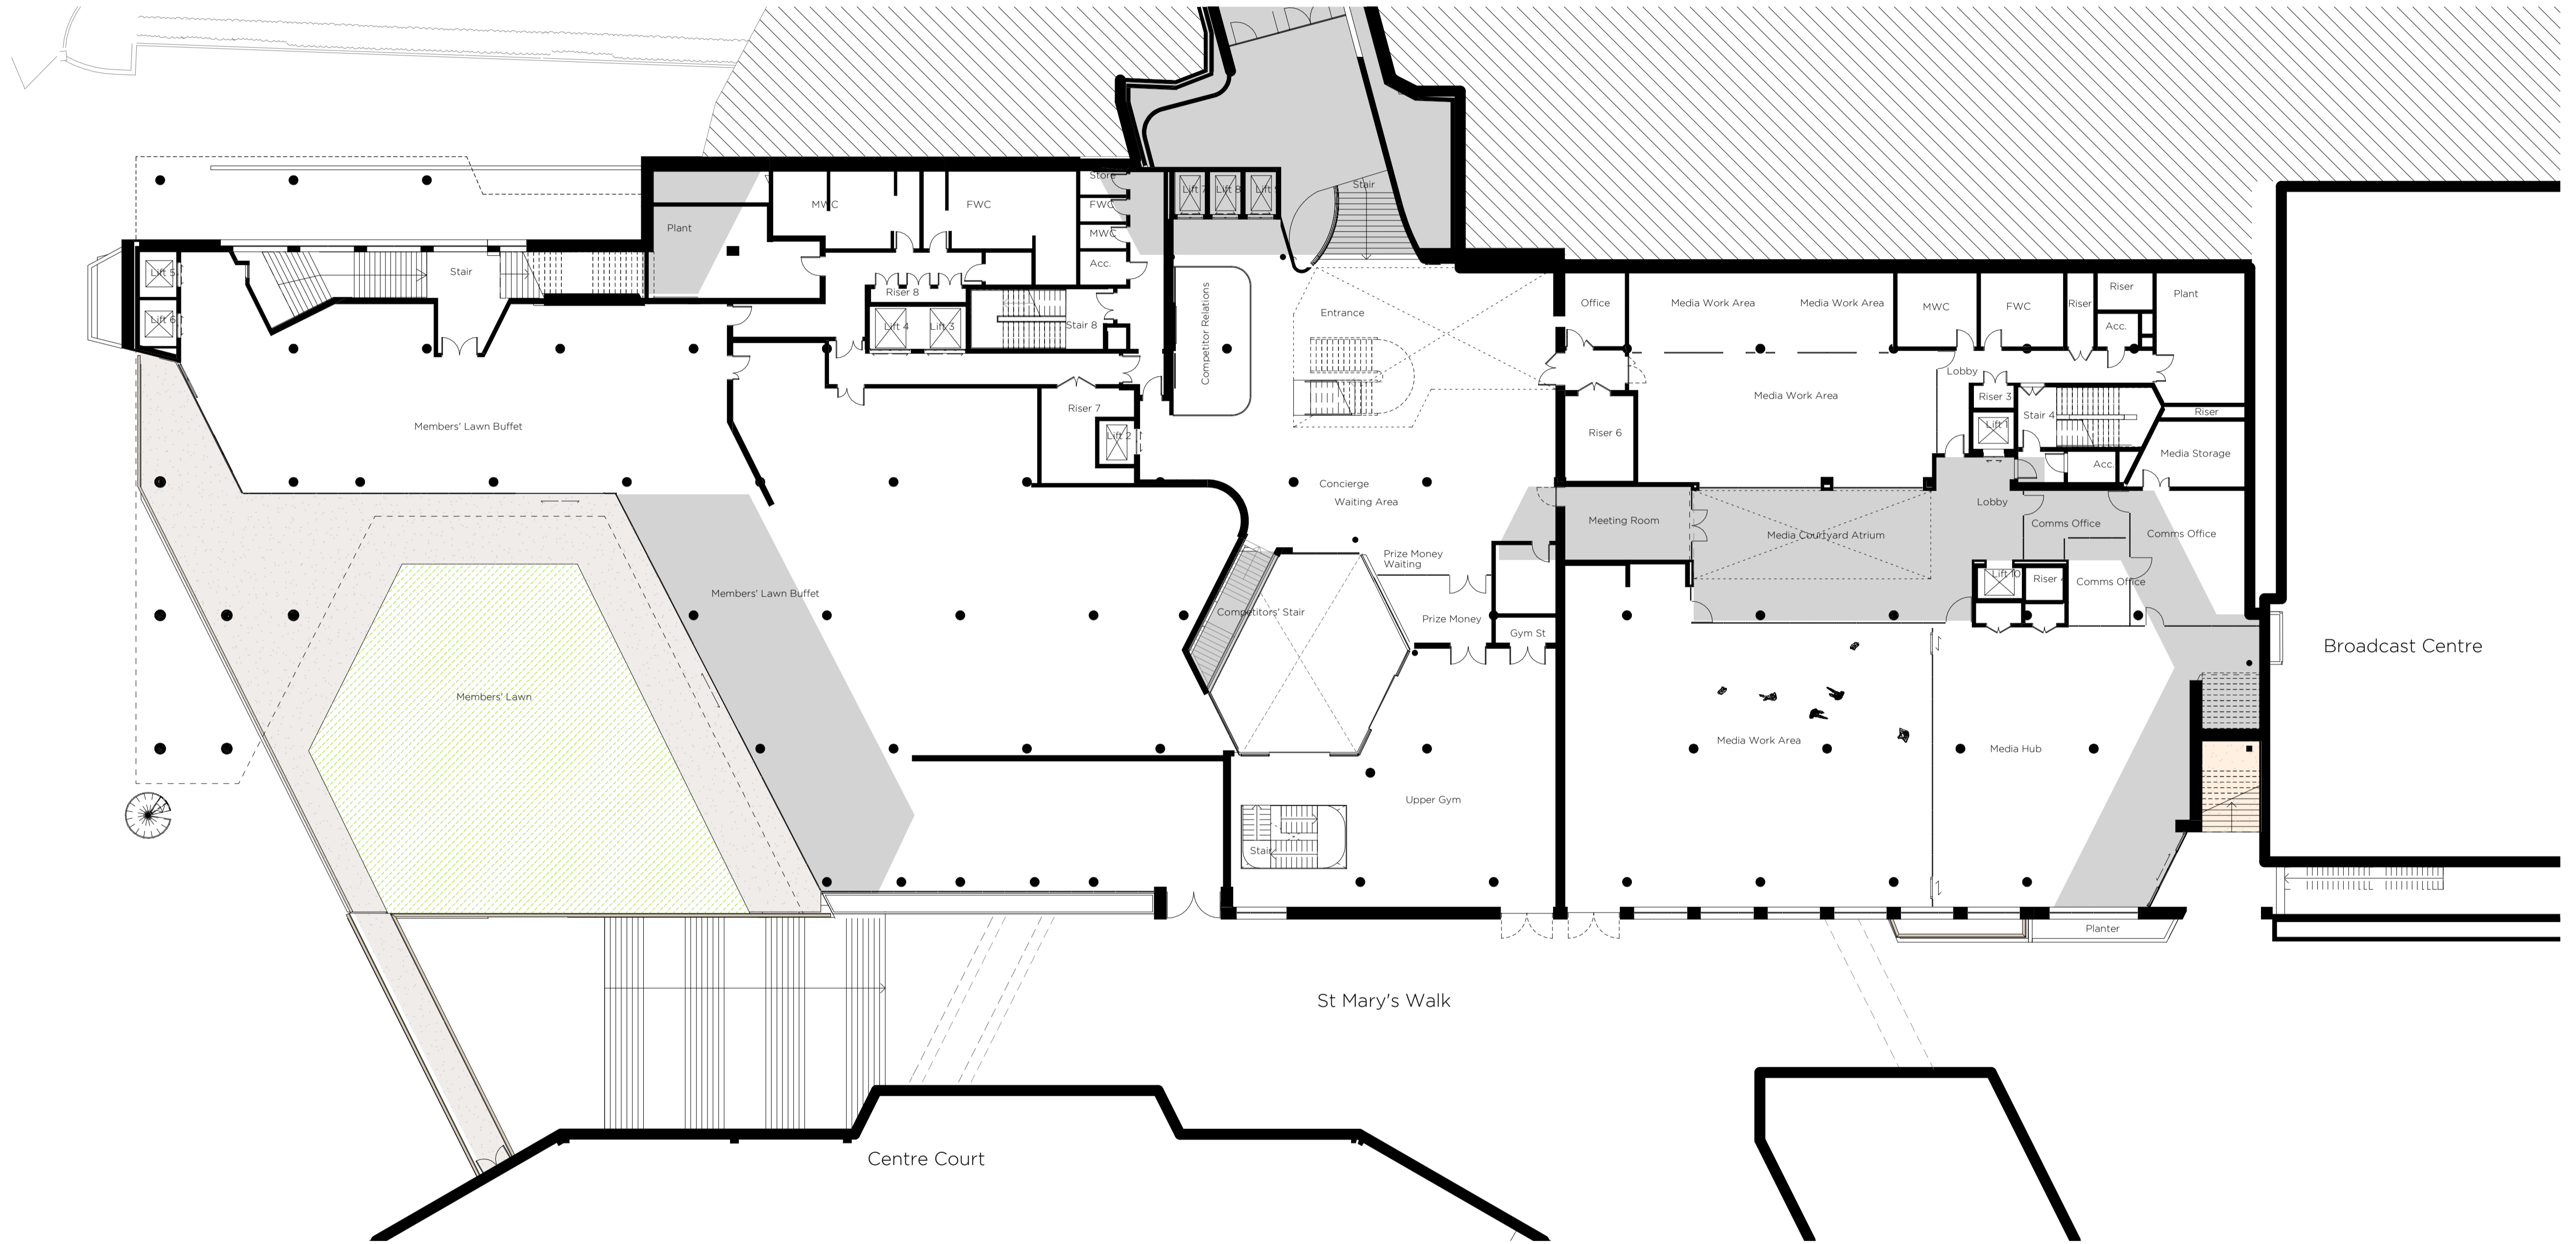 Store
Lift 7
Lift 8
Lift 9
Stair
MWC
FWC
FWC
Plant
MWC
Acc.
Lift 5
Stair
Riser 8
Lift 6
Lift 4
Lift 3
Stair 8
Competitor Relations
Entrance
Office
Media Work Area
Media Work Area
MWC
FWC
Riser
Riser
Plant
Acc.
Lobby
Media Work Area
Riser 3
Riser 7
Stair 4
Riser
Lift 1
Members' Lawn Buffet
Lift 2
Riser 6
Media Storage
Acc.
Concierge
Waiting Area
Lobby
Meeting Room
Comms Office
Media Courtyard Atrium
Comms Office
Prize Money
Waiting
Lift 10
Riser
Comms Office
Members' Lawn Buffet
Competitors' Stair
Prize Money
Gym St
Broadcast Centre
Members' Lawn
Media Work Area
Media Hub
Upper Gym
Stair
Planter
St Mary's Walk
Centre Court